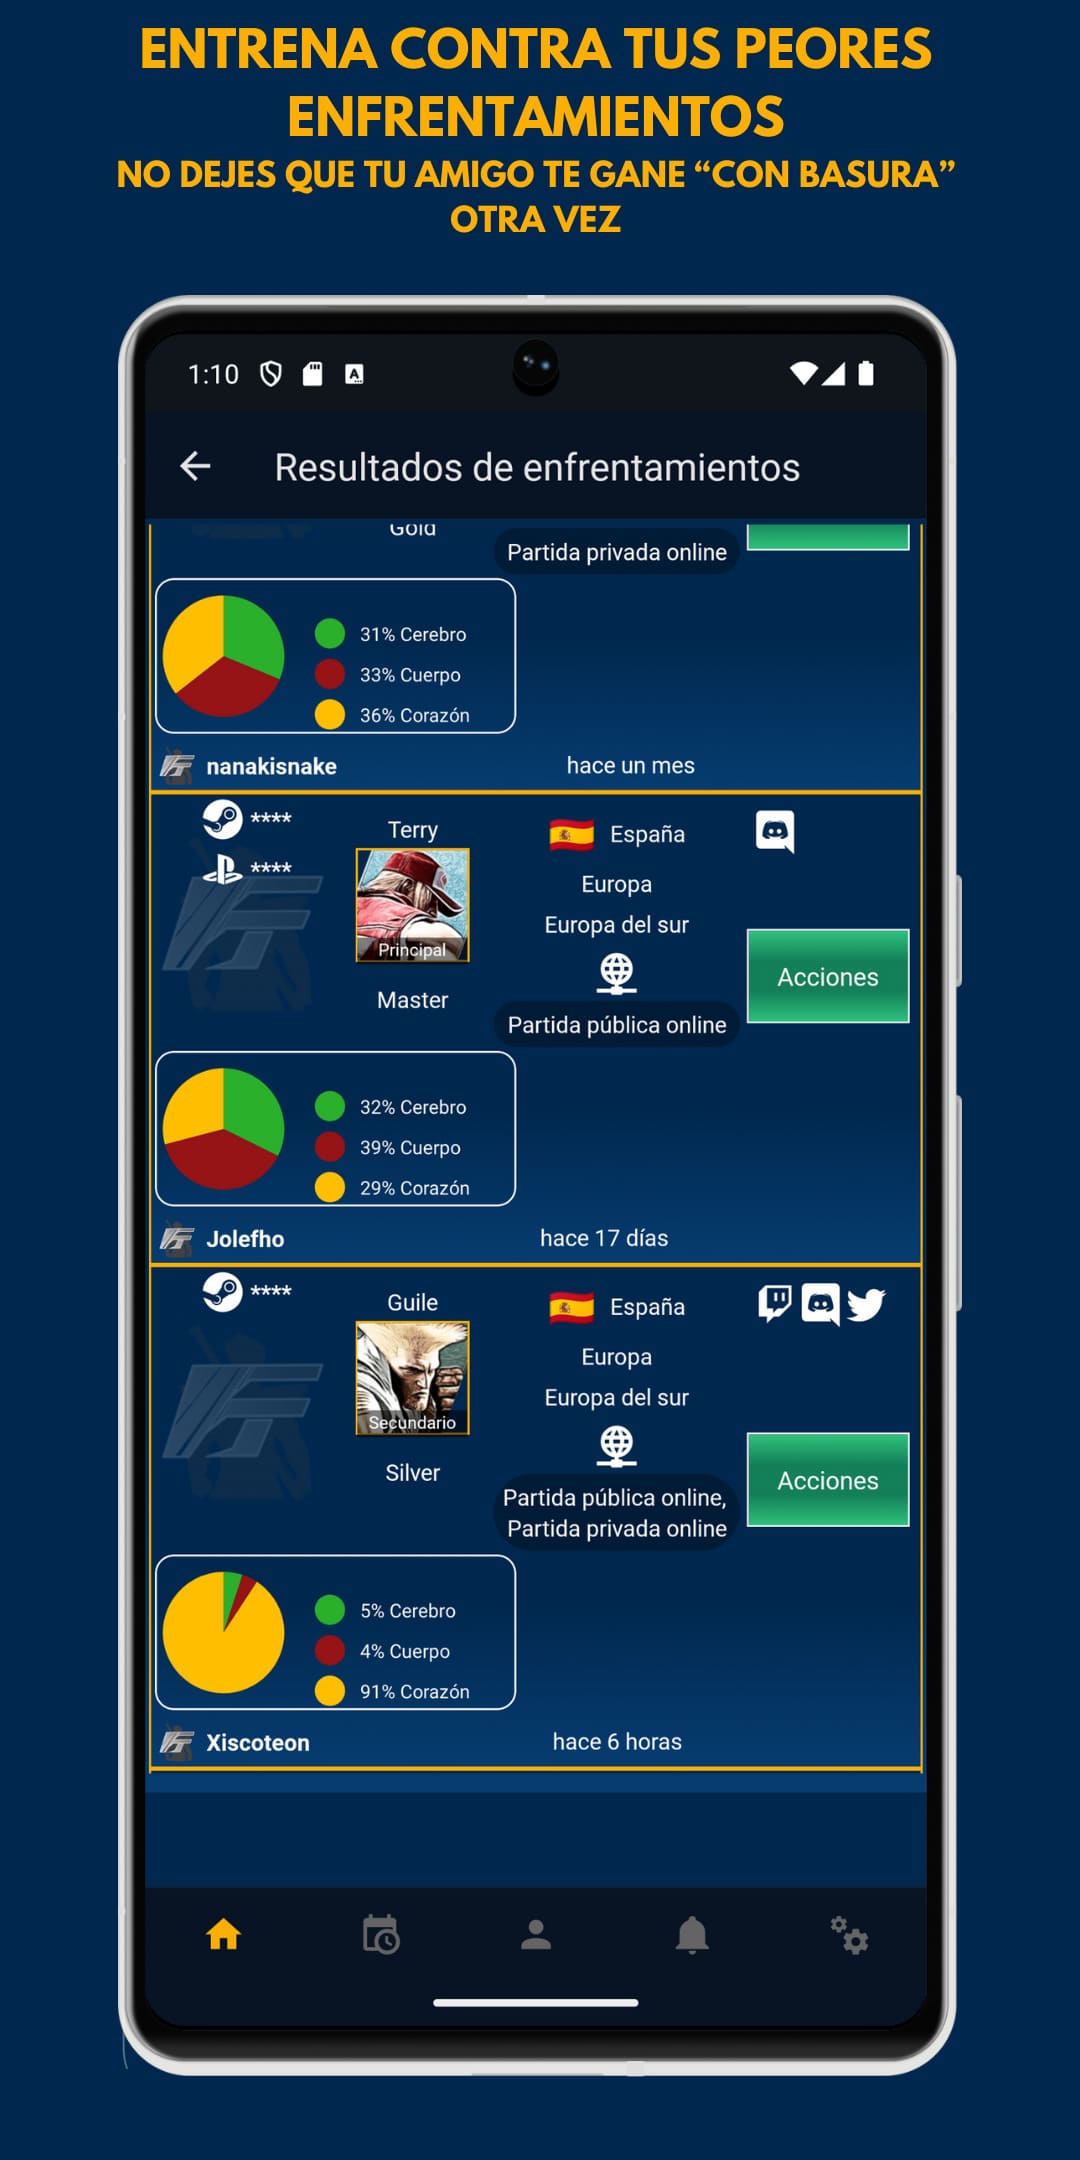 ENTRENA CONTRA TUS PEORES
ENFRENTAMIENTOS
NO DEJES QUE TU AMIGO TE GANE “CON BASURA”
OTRA VEZ
1:10
A
Resultados de enfrentamientos
Gold
Partida privada online
31% Cerebro
33% Cuerpo
36% Corazón
nanakisnake
hace un mes
****
Terry
España
****
Europa
Europa del sur
Principal
Acciones
Master
Partida pública online
32% Cerebro
39% Cuerpo
29% Corazón
Jolefho
hace 17 días
****
Guile
España
Europa
Europa del sur
Secundario
Silver
Acciones
Partida pública online,
Partida privada online
5% Cerebro
4% Cuerpo
91% Corazón
Xiscoteon
hace 6 horas